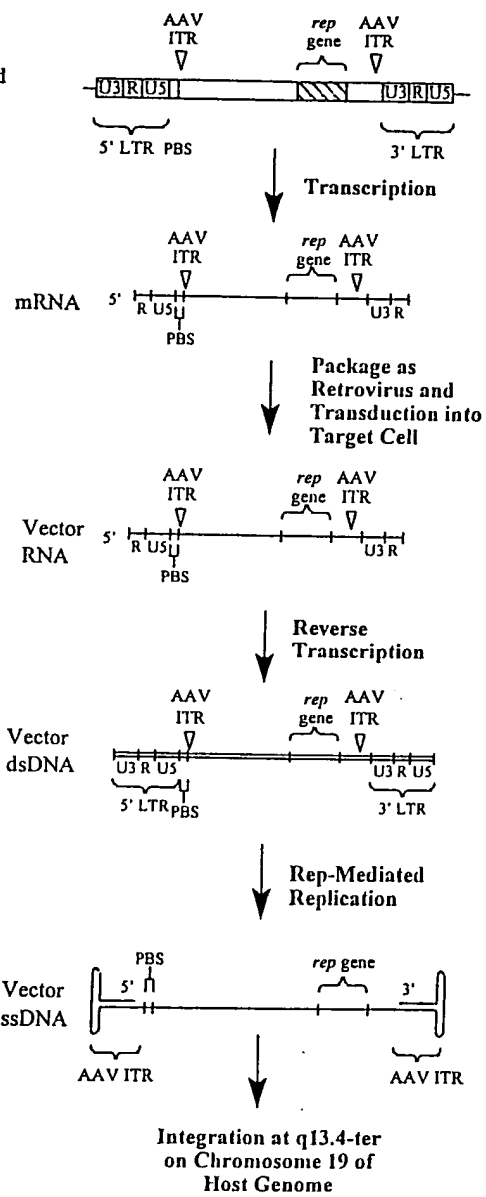 AAV
ITR
rep
gene
AAV
ITR
d
U3 R U5
U3 R U5
5' LTR PBS
3' LTR
Transcription
AAV
ITR
rep
gene
AAV
ITR
mRNA
5'
R U5
U3 R
PBS
Package as
Retrovirus and
Transduction into
Target Cell
AAV
ITR
rep
gene
AAV
ITR
Vector
RNA
5'
R U5
U3 R
PBS
Reverse
Transcription
AAV
ITR
rep
gene
AAV
ITR
Vector
dsDNA
U3 R U5
U3 R U5
5' LTR PBS
3' LTR
Rep-Mediated
Replication
PBS
5'
rep gene
3'
Vector
ssDNA
AAV ITR
AAV ITR
Integration at q13.4-ter
on Chromosome 19 of
Host Genome